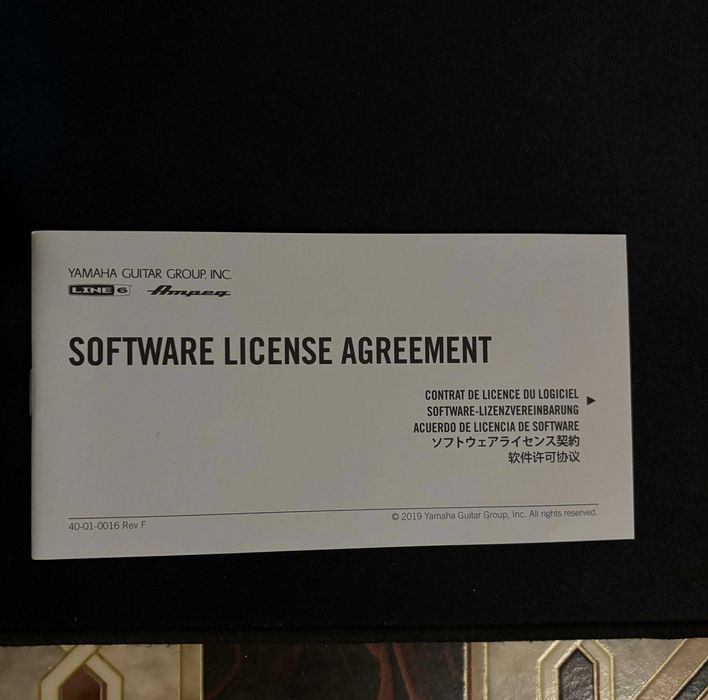 YAMAHA GUITAR GROUP, INC.
LINE 6 Ampeg
SOFTWARE LICENSE AGREEMENT
CONTRAT DE LICENCE DU LOGICIEL
SOFTWARE-LIZENZVEREINBARUNG
ACUERDO DE LICENCIA DE SOFTWARE
ソフトウェアライセンス契約
软件许可协议
40-01-0016 Rev F
© 2019 Yamaha Guitar Group, Inc. All rights reserved.